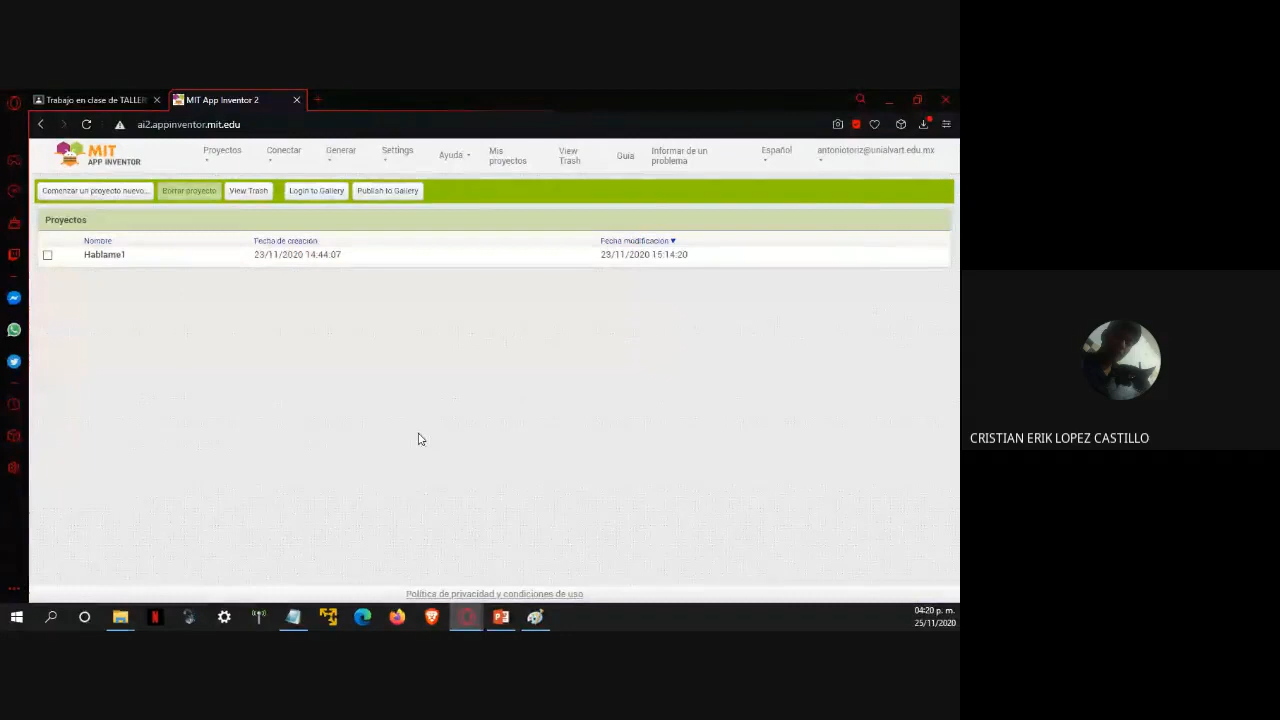 Trabajo en clase de TALLER
MIT App Inventor 2
ai2.appinventor.mit.edu
MIT
APP INVENTOR
Proyectos
Conectar
Generar
Settings
Ayuda
Mis proyectos
View Trash
Guía
Informar de un problema
Español
antoniotoriz@unialvart.edu.mx
Comenzar un proyecto nuevo...
Borrar proyecto
View Trash
Login to Gallery
Publish to Gallery
Proyectos
Nombre
Fecha de creación
Fecha modificación▼
Hablame1
23/11/2020 14:44:07
23/11/2020 15:14:20
CRISTIAN ERIK LOPEZ CASTILLO
Política de privacidad y condiciones de uso
04:20 p. m.
25/11/2020